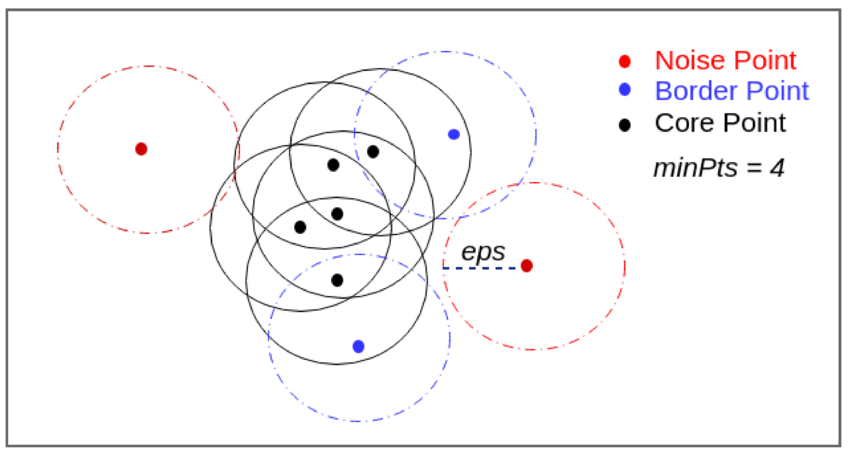 Noise Point
Border Point
Core Point
minPts = 4
eps